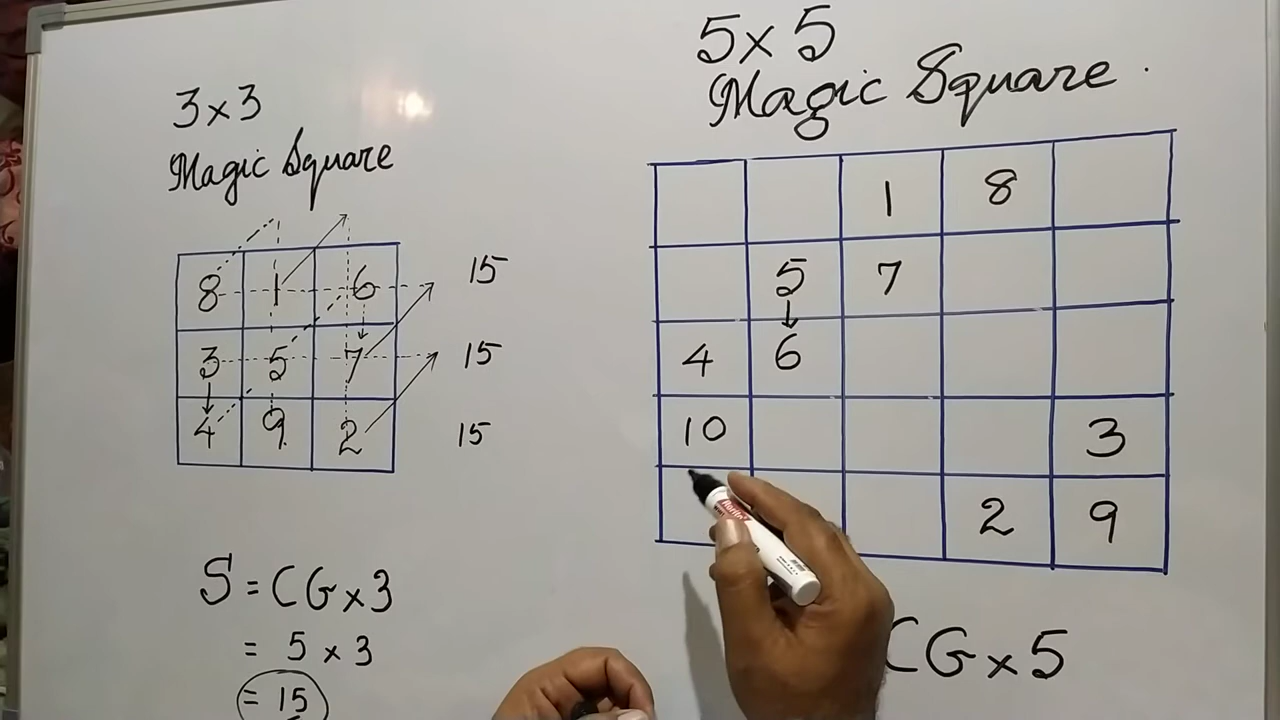 3×3
Magic Square
8 1 6 15
3 5 7 15
4 9 2 15
S = CG×3
= 5 × 3
= 15
5×5
Magic Square
1 8
5 7
4 6
10 3
2 9
CG×5